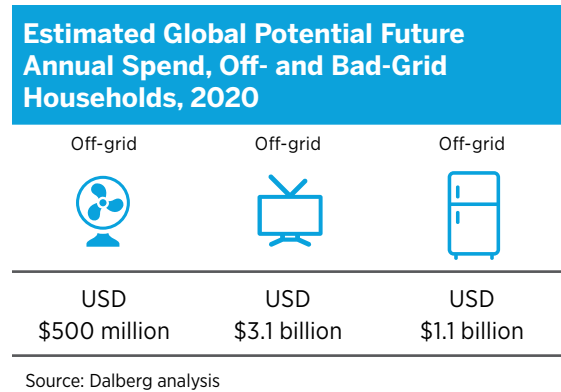 Estimated Global Potential Future
Annual Spend, Off- and Bad-Grid
Households, 2020
Off-grid Off-grid Off-grid
USD USD USD
$500 million $3.1 billion $1.1 billion
Source: Dalberg analysis